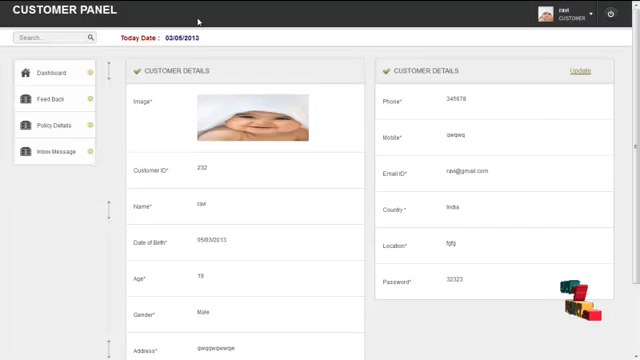 CUSTOMER PANEL
ravi
CUSTOMER
Search...
Today Date : 03/05/2013
Dashboard
Feed Back
Policy Details
Inbox Message
CUSTOMER DETAILS
Image*
Customer ID* 232
Name* ravi
Date of Birth* 05/03/2013
Age* 19
Gender* Male
Address* qwqqwqewqw
CUSTOMER DETAILS Update
Phone* 345678
Mobile* qwqwq
Email ID* ravi@gmail.com
Country* India
Location* fgfg
Password* 32323